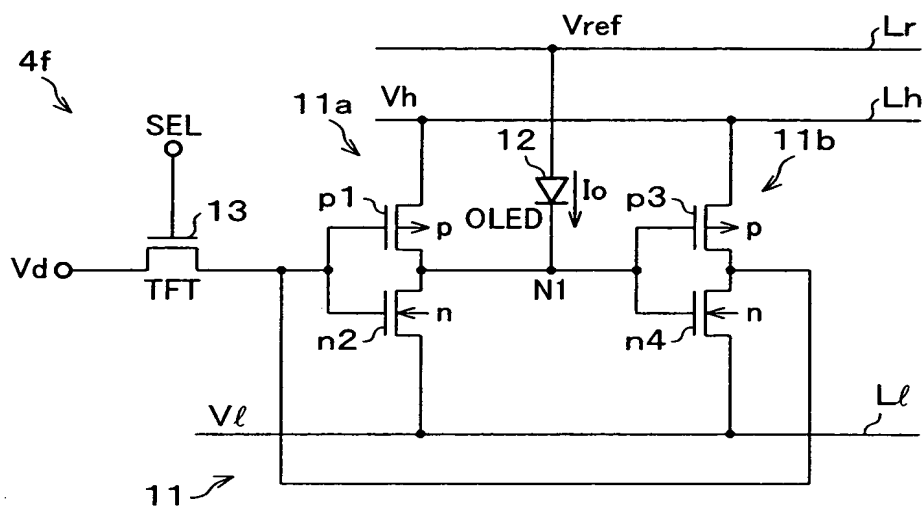 Vref
Lr
4f
11a
Vh
Lh
SEL
12
11b
13
p1
p
OLED
Io
p3
p
Vd
TFT
N1
n2
n
n4
n
Vℓ
Lℓ
11